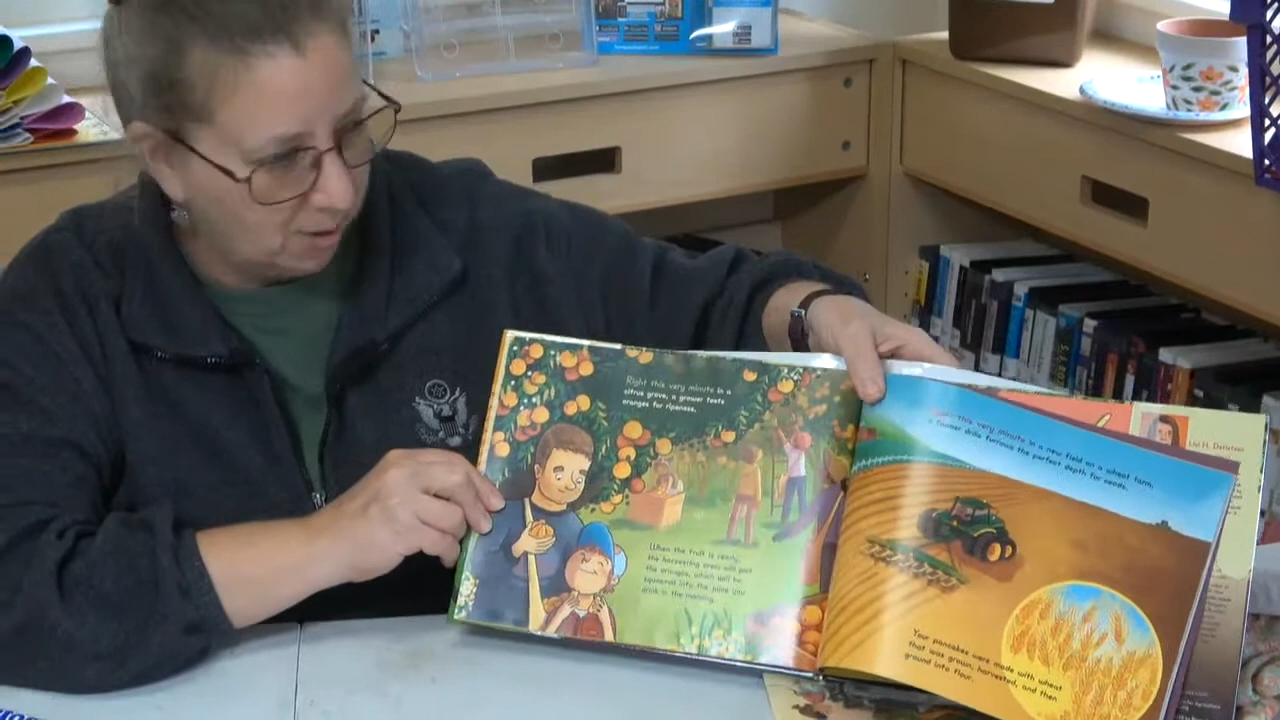 Right this very minute in a
citrus grove, a grower tests
oranges for ripeness.
When the fruit is ready,
the harvesting crew will pick
the oranges, which will be
squeezed into the juice you
drink in the morning.
this very minute in a new field on a wheat farm,
a farmer drills furrows the perfect depth for seeds.
Your pancakes were made with wheat
that was grown, harvested, and then
ground into flour.
Lisl H. Detlefsen